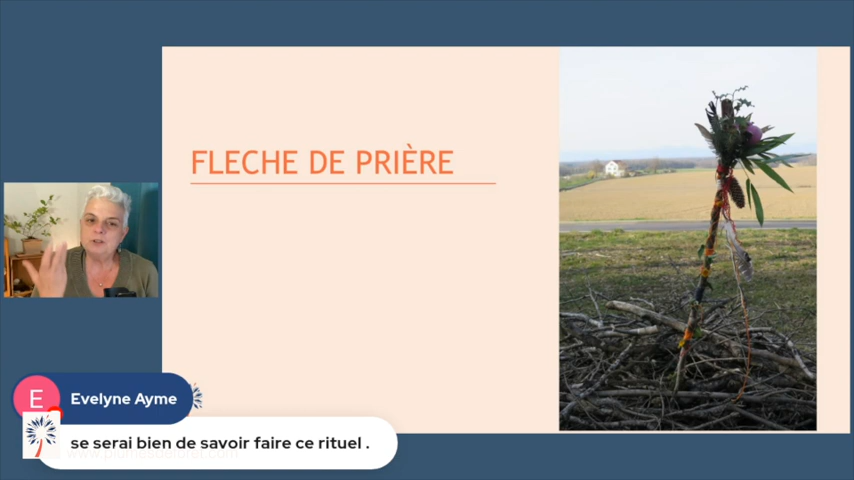 FLECHE DE PRIÈRE
E
Evelyne Ayme
se serai bien de savoir faire ce rituel .